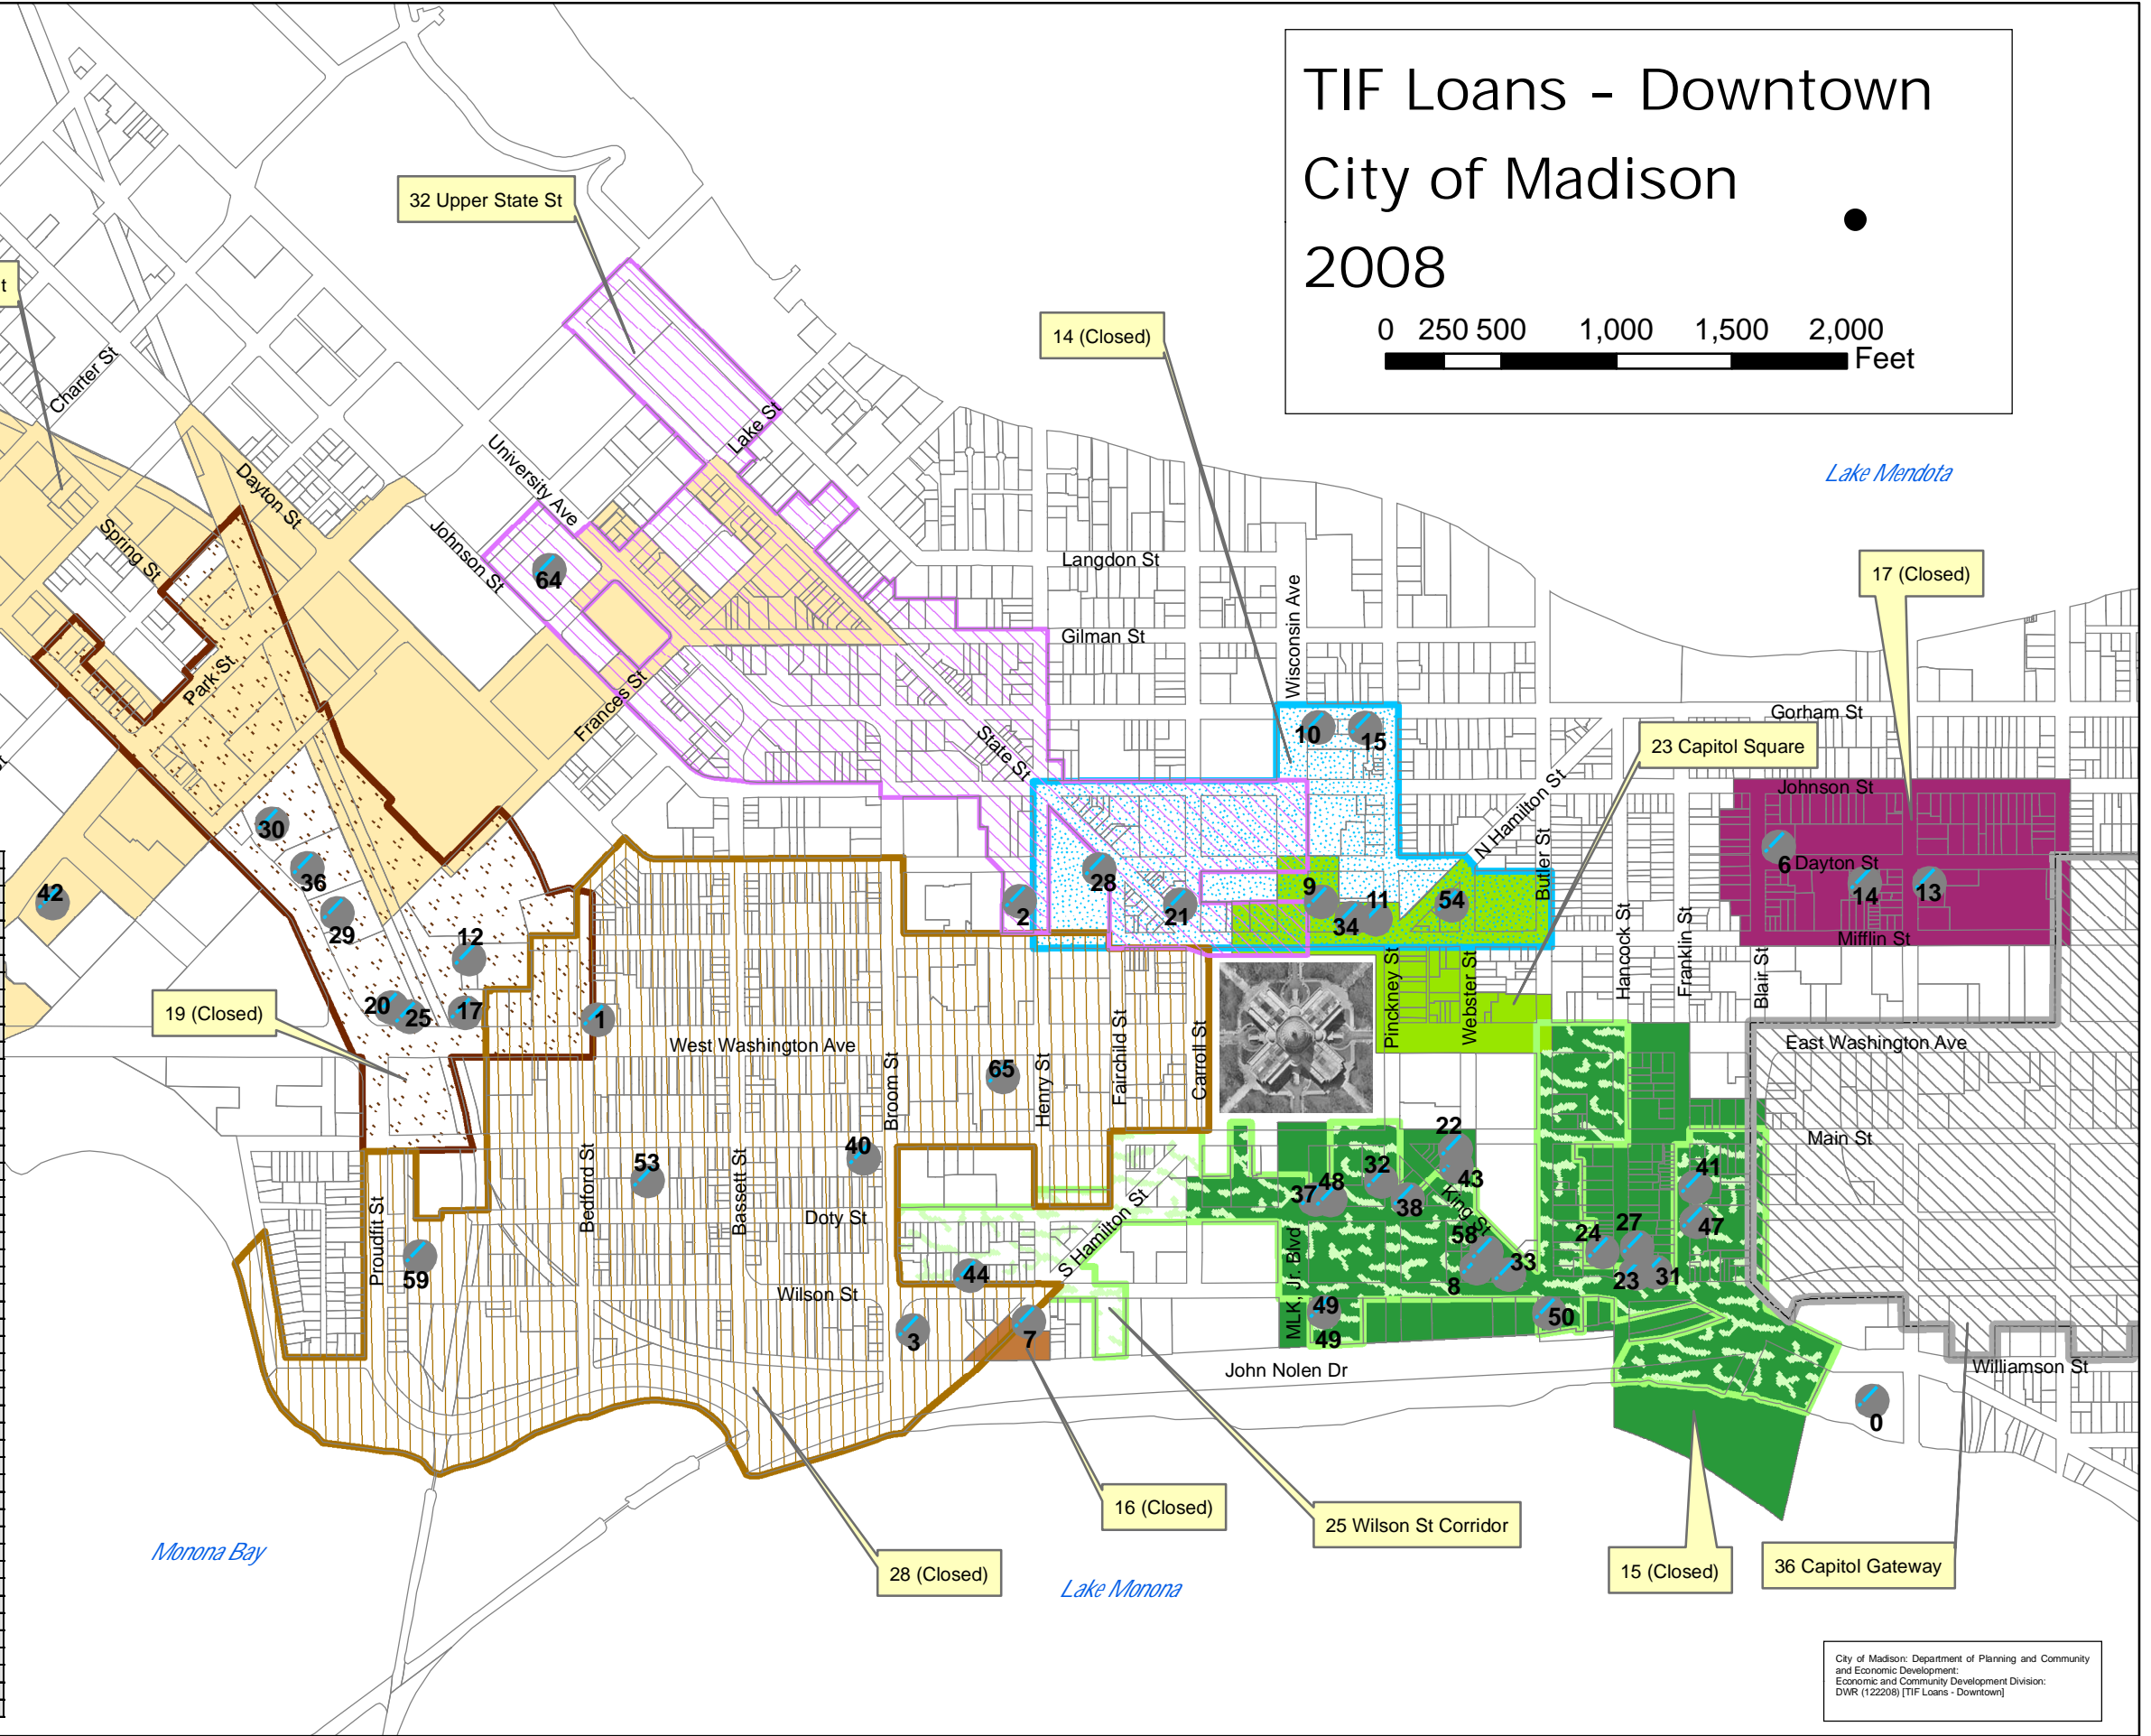 TIF Loans - Downtown
City of Madison
2008
0 250 500 1,000 1,500 2,000
Feet
32 Upper State St
14 (Closed)
t
Charter St
Lake St
University Ave
Lake Mendota
Dayton St
Johnson St
Spring St
Langdon St
17 (Closed)
64
Wisconsin Ave
Gilman St
Park St
Frances St
State St
Gorham St
10
15
23 Capitol Square
N Hamilton St
Johnson St
30
Butler St
6
Dayton St
36
28
9
11
54
14
13
42
2
21
34
29
12
Hancock St
Franklin St
Mifflin St
Blair St
Pinckney St
Webster St
20
25
17
1
19 (Closed)
West Washington Ave
East Washington Ave
Broom St
65
Henry St
Fairchild St
Carroll St
22
Main St
40
53
Bedford St
Bassett St
32
43
41
37
48
38
King St
Proudfit St
Doty St
S Hamilton St
MLK, Jr. Blvd
58
24
27
47
59
44
33
8
23
31
Wilson St
3
7
49
49
50
John Nolen Dr
Williamson St
0
16 (Closed)
25 Wilson St Corridor
Monona Bay
28 (Closed)
Lake Monona
15 (Closed)
36 Capitol Gateway
City of Madison: Department of Planning and Community
and Economic Development:
Economic and Community Development Division:
DWR (122208) [TIF Loans - Downtown]